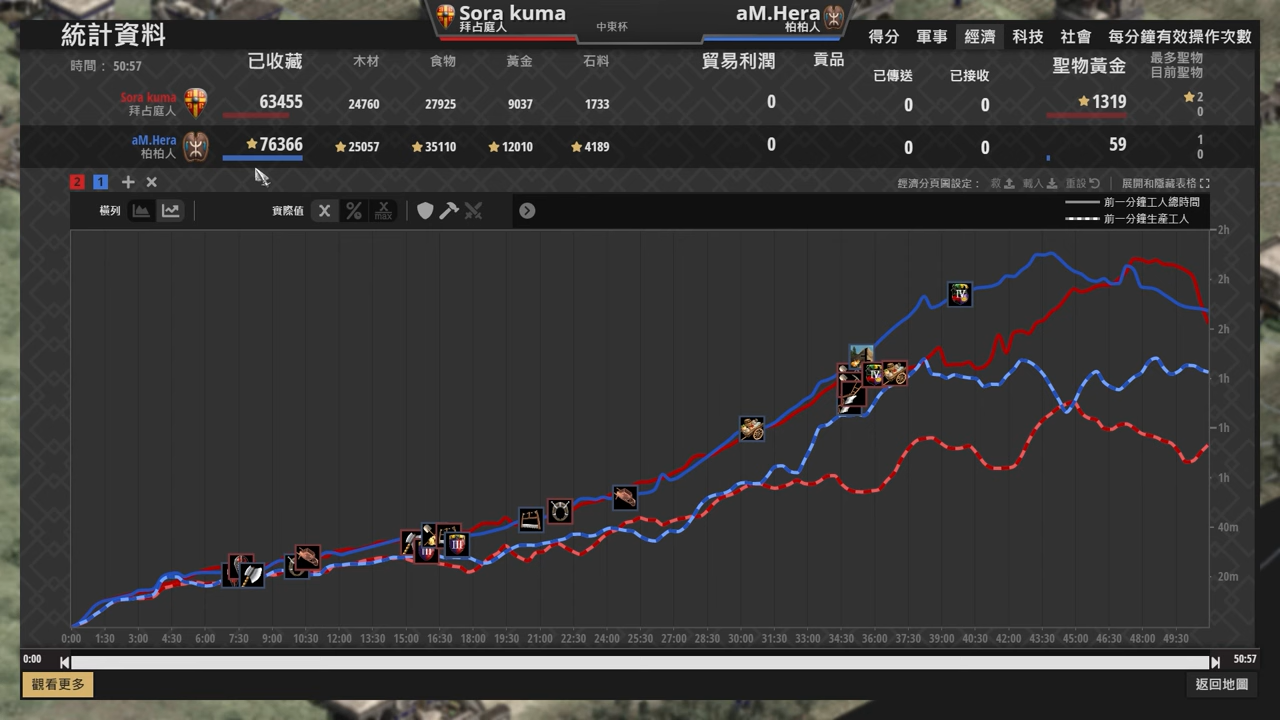 Sora kuma
拜占庭人
中東杯
aM.Hera
柏柏人
統計資料
得分 軍事 經濟 科技 社會 每分鐘有效操作次數
時間： 50:57
已收藏 木材 食物 黃金 石料 貿易利潤 貢品 已傳送 已接收 聖物黃金 最多聖物
目前聖物
Sora kuma
拜占庭人
63455 24760 27925 9037 1733 0 0 0 1319 2
0
aM.Hera
柏柏人
76366 25057 35110 12010 4189 0 0 0 59 1
0
2 1
經濟分頁圖設定： 載入 重設 展開和隱藏表格
橫列 實際值 X % X max
前一分鐘工人總時間
前一分鐘生產工人
2h
2h
2h
1h
1h
1h
40m
20m
IV
IV
0:00 1:30 3:00 4:30 6:00 7:30 9:00 10:30 12:00 13:30 15:00 16:30 18:00 19:30 21:00 22:30 24:00 25:30 27:00 28:30 30:00 31:30 33:00 34:30 36:00 37:30 39:00 40:30 42:00 43:30 45:00 46:30 48:00 49:30
0:00 50:57
觀看更多 返回地圖